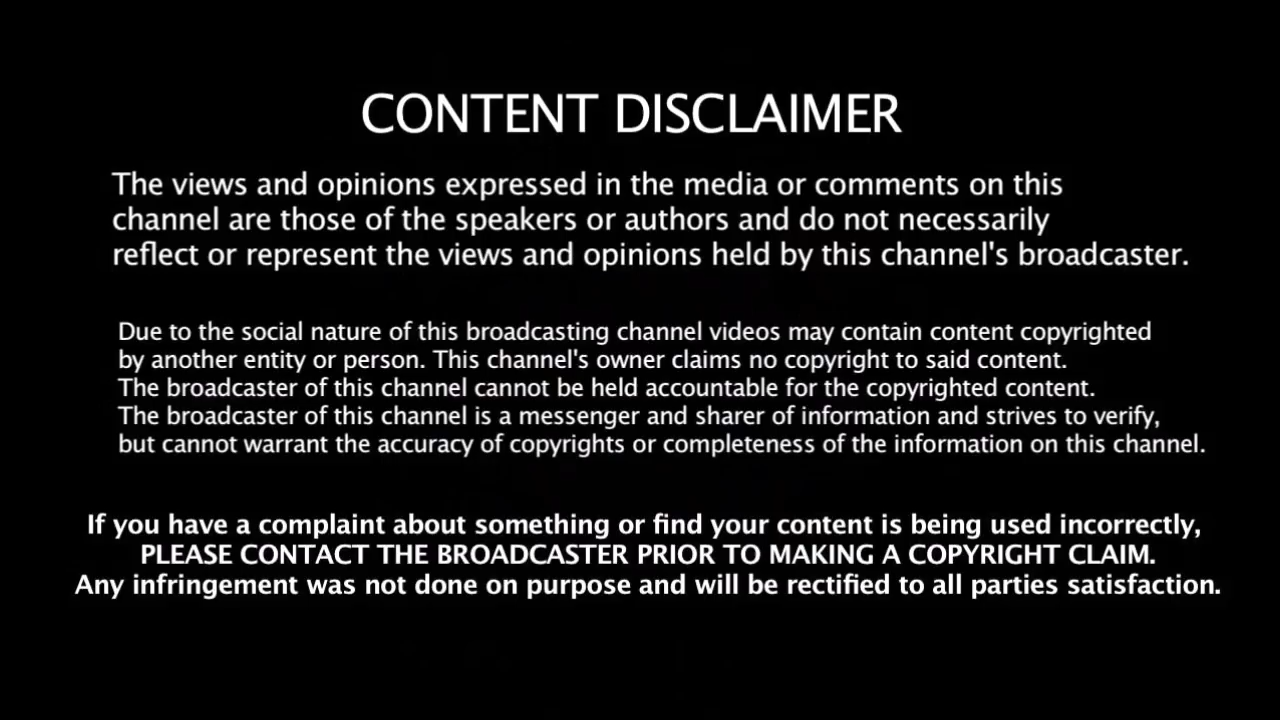 CONTENT DISCLAIMER
The views and opinions expressed in the media or comments on this
channel are those of the speakers or authors and do not necessarily
reflect or represent the views and opinions held by this channel's broadcaster.
Due to the social nature of this broadcasting channel videos may contain content copyrighted
by another entity or person. This channel's owner claims no copyright to said content.
The broadcaster of this channel cannot be held accountable for the copyrighted content.
The broadcaster of this channel is a messenger and sharer of information and strives to verify,
but cannot warrant the accuracy of copyrights or completeness of the information on this channel.
If you have a complaint about something or find your content is being used incorrectly,
PLEASE CONTACT THE BROADCASTER PRIOR TO MAKING A COPYRIGHT CLAIM.
Any infringement was not done on purpose and will be rectified to all parties satisfaction.